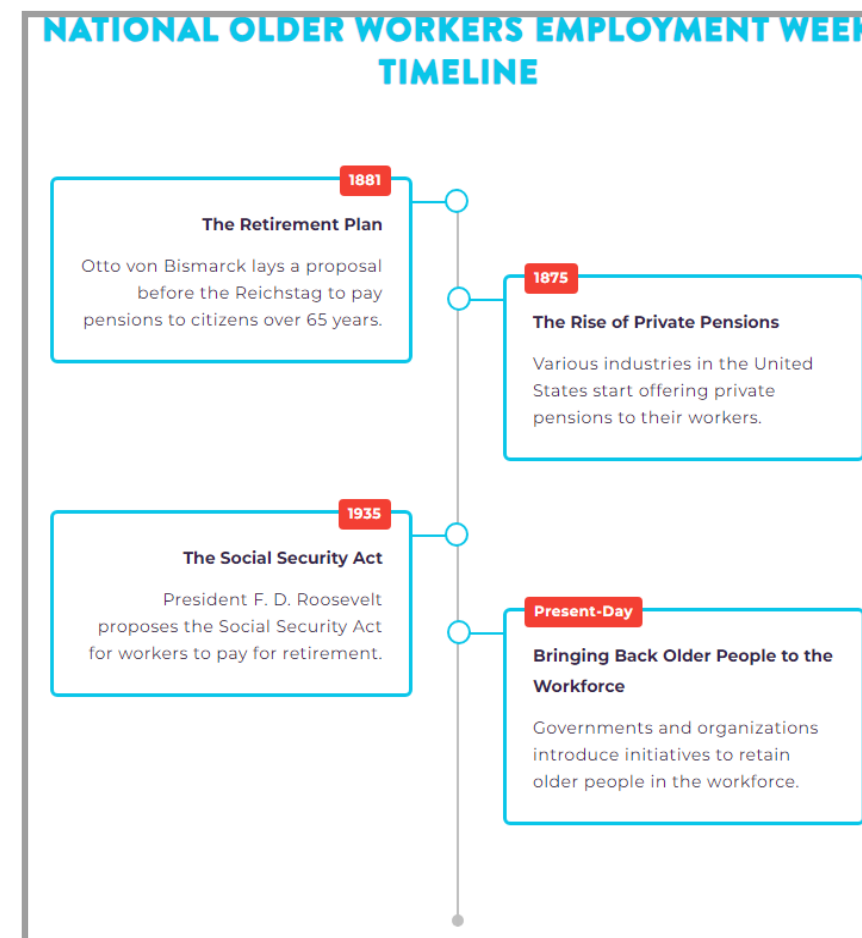 NATIONAL OLDER WORKERS EMPLOYMENT WEEK
TIMELINE
1881
The Retirement Plan
Otto von Bismarck lays a proposal
before the Reichstag to pay
pensions to citizens over 65 years.
1875
The Rise of Private Pensions
Various industries in the United
States start offering private
pensions to their workers.
1935
The Social Security Act
President F. D. Roosevelt
proposes the Social Security Act
for workers to pay for retirement.
Present-Day
Bringing Back Older People to the
Workforce
Governments and organizations
introduce initiatives to retain
older people in the workforce.